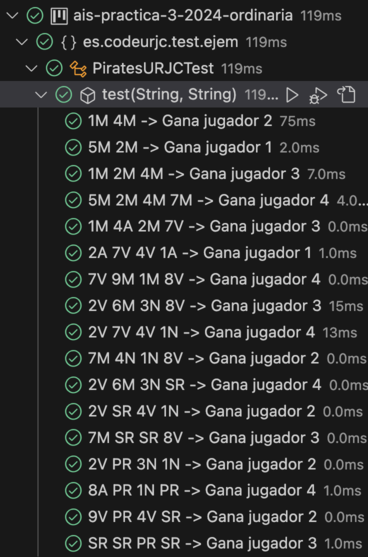 ais-practica-3-2024-ordinaria 119ms
{} es.codeurjc.test.ejem 119ms
PiratesURJCTest 119ms
test(String, String) 119...
1M 4M -> Gana jugador 2 75ms
5M 2M -> Gana jugador 1 2.0ms
1M 2M 4M -> Gana jugador 3 7.0ms
5M 2M 4M 7M -> Gana jugador 4 4.0...
1M 4A 2M 7V -> Gana jugador 3 0.0ms
2A 7V 4V 1A -> Gana jugador 1 1.0ms
7V 9M 1M 8V -> Gana jugador 4 0.0ms
2V 6M 3N 8V -> Gana jugador 3 15ms
2V 7V 4V 1N -> Gana jugador 4 13ms
7M 4N 1N 8V -> Gana jugador 2 0.0ms
2V 6M 3N SR -> Gana jugador 4 0.0ms
2V SR 4V 1N -> Gana jugador 2 0.0ms
7M SR SR 8V -> Gana jugador 3 0.0ms
2V PR 3N 1N -> Gana jugador 2 0.0ms
8A PR 1N PR -> Gana jugador 4 1.0ms
9V PR 4V SR -> Gana jugador 2 0.0ms
SR SR PR SR -> Gana jugador 3 1.0ms